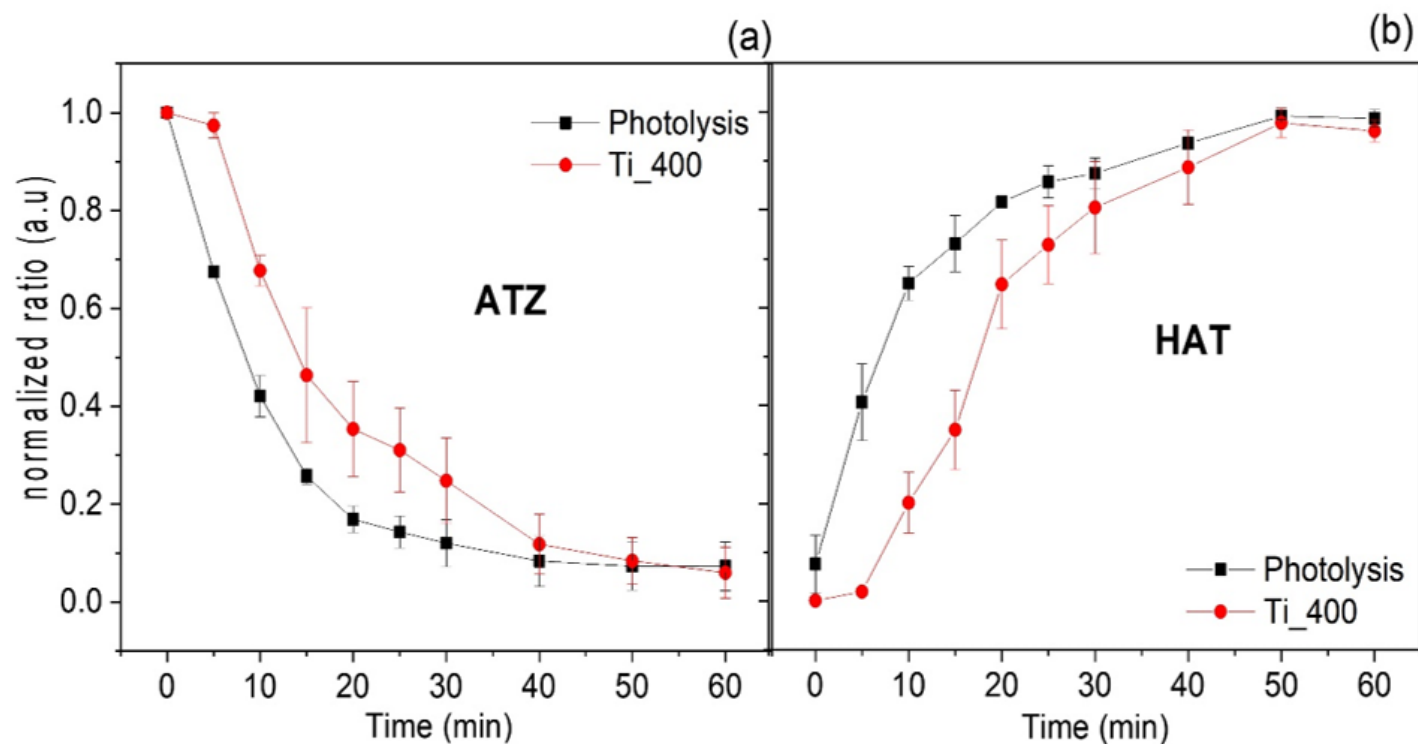 (a)
(b)
normalized ratio (a.u)
1.0
0.8
0.6
0.4
0.2
0.0
Photolysis
Ti_400
ATZ
0 10 20 30 40 50 60
Time (min)
HAT
Photolysis
Ti_400
0 10 20 30 40 50 60
Time (min)